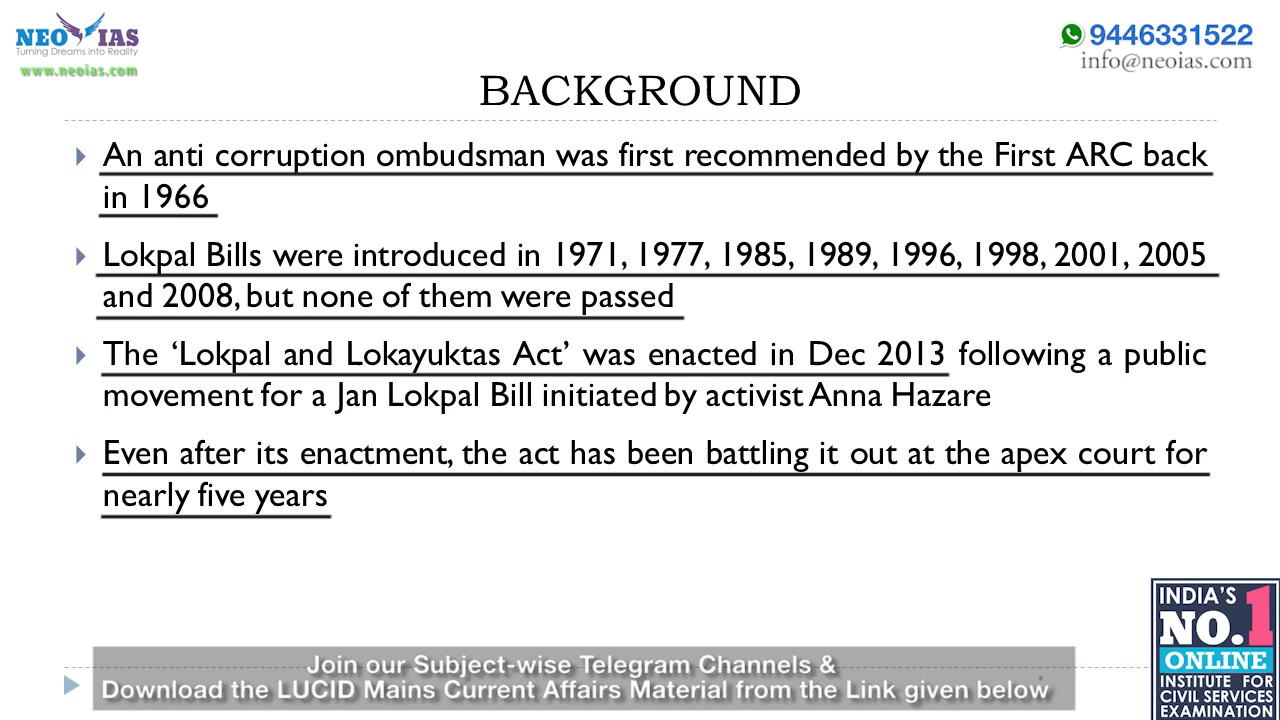 NEO IAS
Turning Dreams into Reality
www.neoias.com
9446331522
info@neoias.com
BACKGROUND
An anti corruption ombudsman was first recommended by the First ARC back
in 1966
Lokpal Bills were introduced in 1971, 1977, 1985, 1989, 1996, 1998, 2001, 2005
and 2008, but none of them were passed
The ‘Lokpal and Lokayuktas Act’ was enacted in Dec 2013 following a public
movement for a Jan Lokpal Bill initiated by activist Anna Hazare
Even after its enactment, the act has been battling it out at the apex court for
nearly five years
Join our Subject-wise Telegram Channels &
Download the LUCID Mains Current Affairs Material from the Link given below
INDIA'S
NO.1
ONLINE
INSTITUTE FOR
CIVIL SERVICES
EXAMINATION